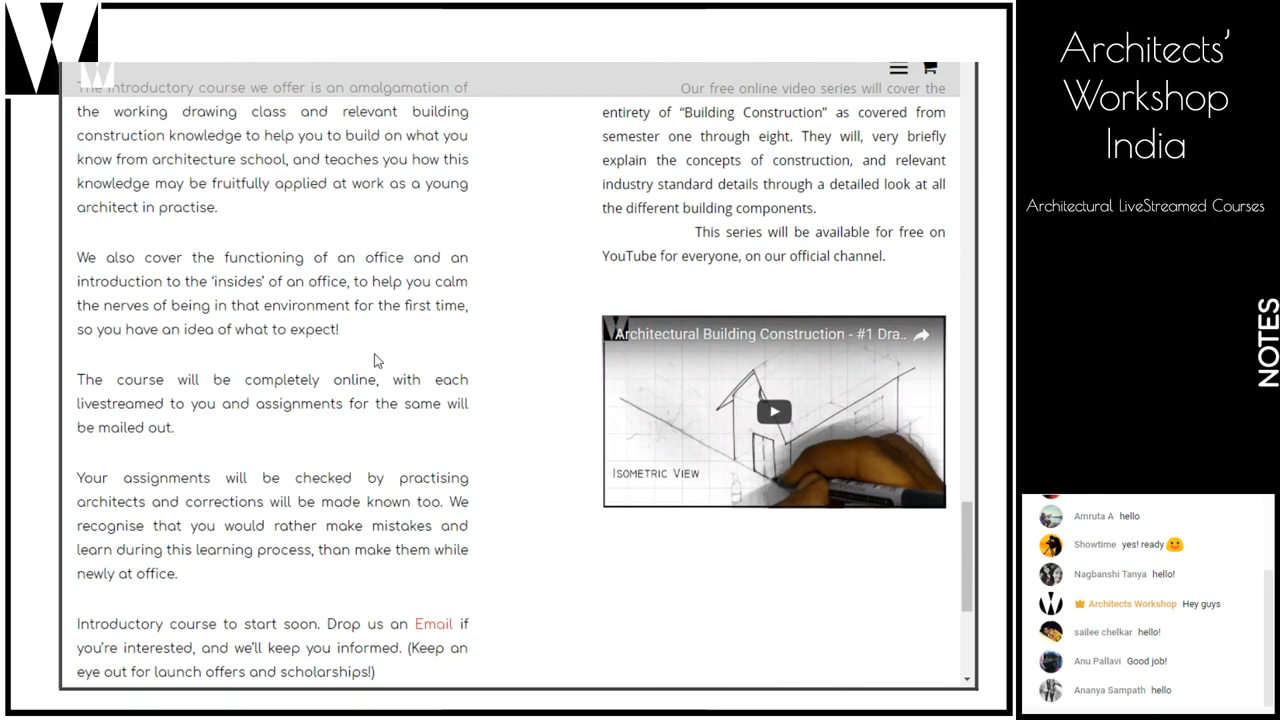 W
The introductory course we offer is an amalgamation of
the working drawing class and relevant building
construction knowledge to help you to build on what you
know from architecture school, and teaches you how this
knowledge may be fruitfully applied at work as a young
architect in practise.
We also cover the functioning of an office and an
introduction to the ‘insides’ of an office, to help you calm
the nerves of being in that environment for the first time,
so you have an idea of what to expect!
The course will be completely online, with each
livestreamed to you and assignments for the same will
be mailed out.
Your assignments will be checked by practising
architects and corrections will be made known too. We
recognise that you would rather make mistakes and
learn during this learning process, than make them while
newly at office.
Introductory course to start soon. Drop us an Email if
you're interested, and we'll keep you informed. (Keep an
eye out for launch offers and scholarships!)
Our free online video series will cover the
entirety of “Building Construction” as covered from
semester one through eight. They will, very briefly
explain the concepts of construction, and relevant
industry standard details through a detailed look at all
the different building components.
This series will be available for free on
YouTube for everyone, on our official channel.
Architectural Building Construction - #1 Dra..
ISOMETRIC VIEW
Architects’
Workshop
India
Architectural LiveStreamed Courses
NOTES
Amruta A hello
Showtime yes! ready
Nagbanshi Tanya hello!
Architects Workshop Hey guys
sailee chelkar hello!
Anu Pallavi Good job!
Ananya Sampath hello